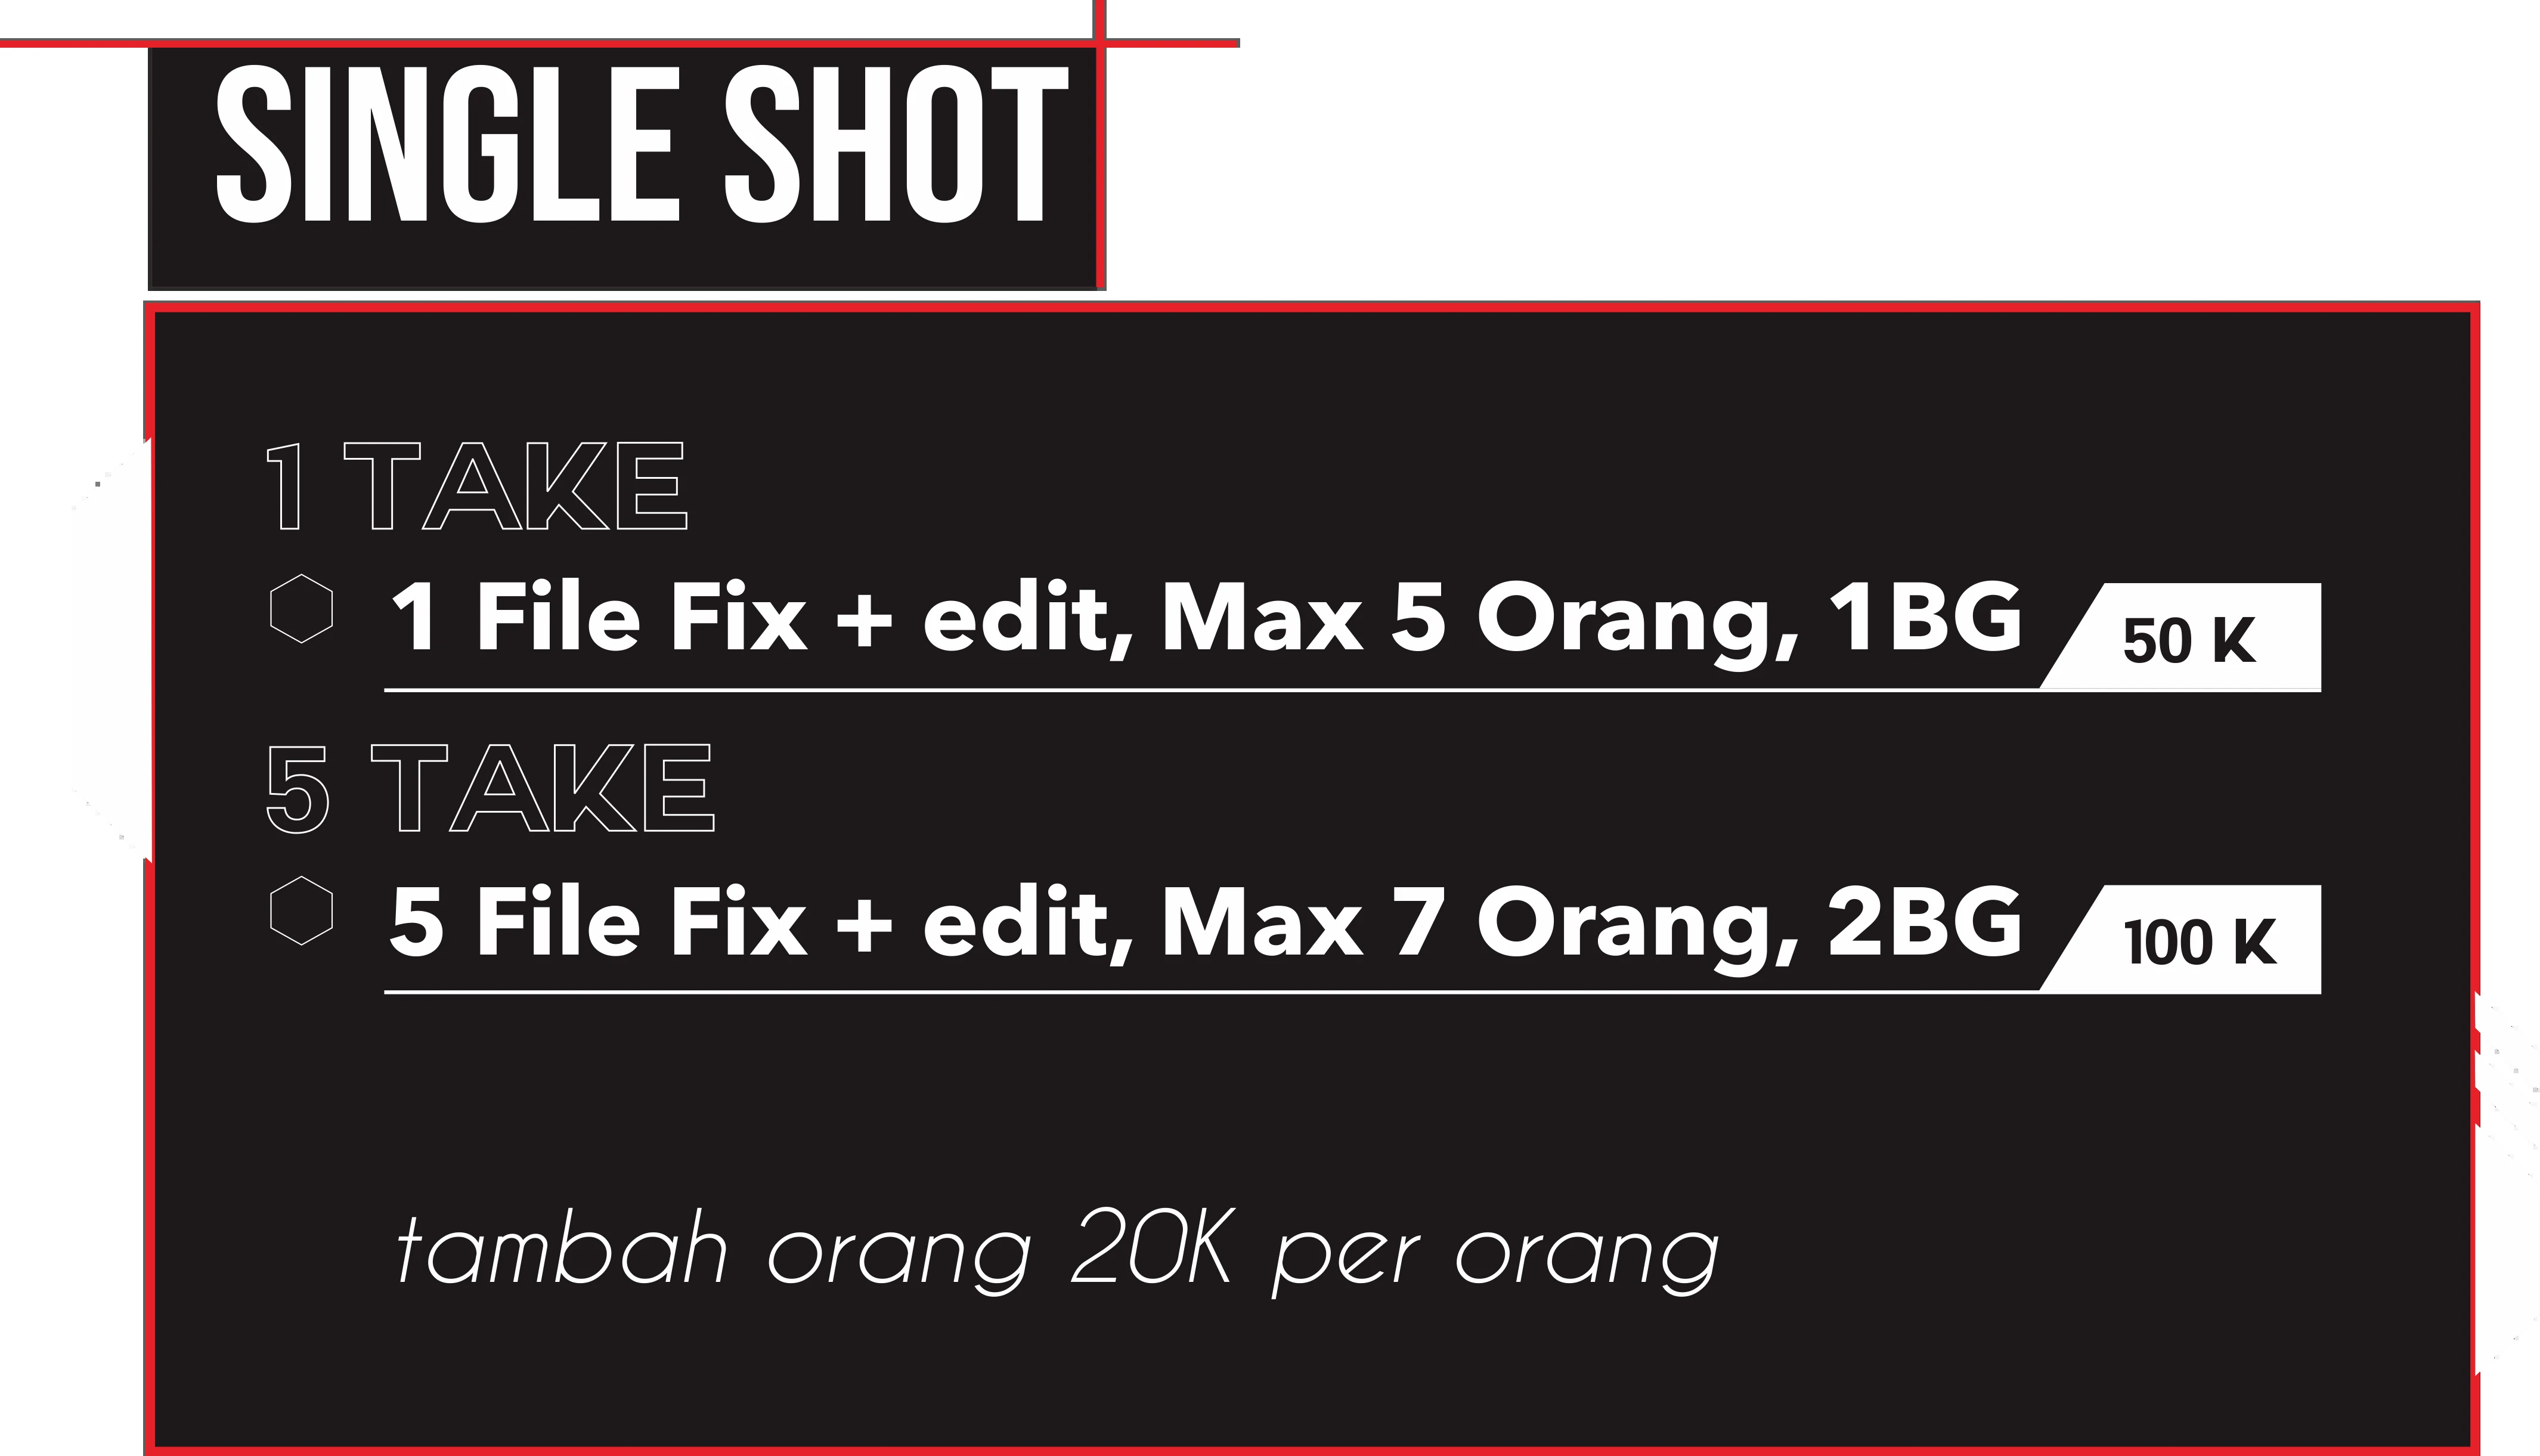 SINGLE SHOT
1 TAKE
1 File Fix + edit, Max 5 Orang, 1BG
50 K
5 TAKE
5 File Fix + edit, Max 7 Orang, 2BG
100 K
tambah orang 20K per orang